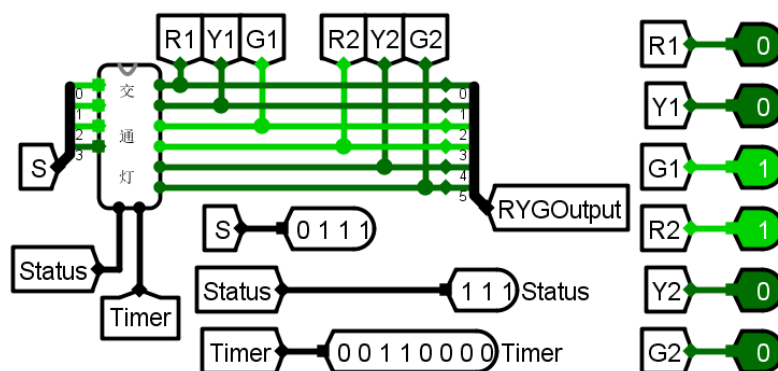 R1 Y1 G1 R2 Y2 G2
R1 0
Y1 0
G1 1
R2 1
Y2 0
G2 0
0
1
2
3
交
通
灯
0
1
2
3
4
5
S
RYGOutput
S 0 1 1 1
Status
Status 1 1 1 Status
Timer
Timer 0 0 1 1 0 0 0 0 Timer